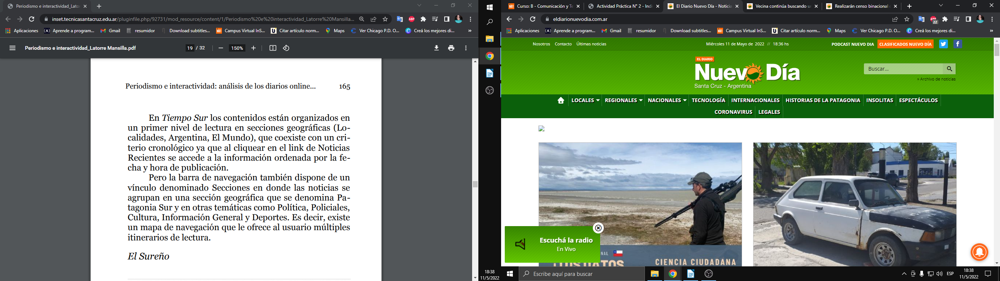 Periodismo e interactividad_Lator
inset.tecnicasantacruz.edu.ar/pluginfile.php/92731/mod_resource/content/1/Periodismo%20e%20interactividad_Latorre%20Mansilla...
Aplicaciones
Aprende a program...
Gmail
resumidor
Download subtitles...
Campus Virtual InS...
Citar artículo norm...
Maps
Ver Chicago P.D. O...
Creá los mejores di...
»
Periodismo e interactividad_Latorre Mansilla.pdf
19 / 32
150%
Periodismo e interactividad: análisis de los diarios online... 165
En Tiempo Sur los contenidos están organizados en
un primer nivel de lectura en secciones geográficas (Lo-
calidades, Argentina, El Mundo), que coexiste con un cri-
terio cronológico ya que al cliquear en el link de Noticias
Recientes se accede a la información ordenada por la fe-
cha y hora de publicación.
Pero la barra de navegación también dispone de un
vínculo denominado Secciones en donde las noticias se
agrupan en una sección geográfica que se denomina Pa-
tagonia Sur y en otras temáticas como Política, Policiales,
Cultura, Información General y Deportes. Es decir, existe
un mapa de navegación que le ofrece al usuario múltiples
itinerarios de lectura.
El Sureño
18:38
11/5/2022
Curso: B - Comunicación y Te
Actividad Práctica N° 2 - Indi
El Diario Nuevo Día - Noticia
Vecina continúa buscando u
Realizarán censo binacional
eldiarionuevodia.com.ar
ABP
22
Aplicaciones
Aprende a program...
Gmail
resumidor
Download subtitles...
Campus Virtual InS...
Citar artículo norm...
Maps
Ver Chicago P.D. O...
Creá los mejores di...
»
Nosotros Contacto Últimas noticias
Miércoles 11 de Mayo de 2022 // 18:36 hs
PODCAST NUEVO DIA
CLASIFICADOS NUEVO DÍA
EL DIARIO
Nuevo Día
Santa Cruz - Argentina
Buscar...
» Archivo de noticias
LOCALES REGIONALES NACIONALES TECNOLOGÍA INTERNACIONALES HISTORIAS DE LA PATAGONIA INSOLITAS ESPECTÁCULOS
CORONAVIRUS LEGALES
Escuchá la radio
En Vivo
NAL
CIENCIA CIUDADANA
Escribe aquí para buscar
ESP
18:38
11/5/2022